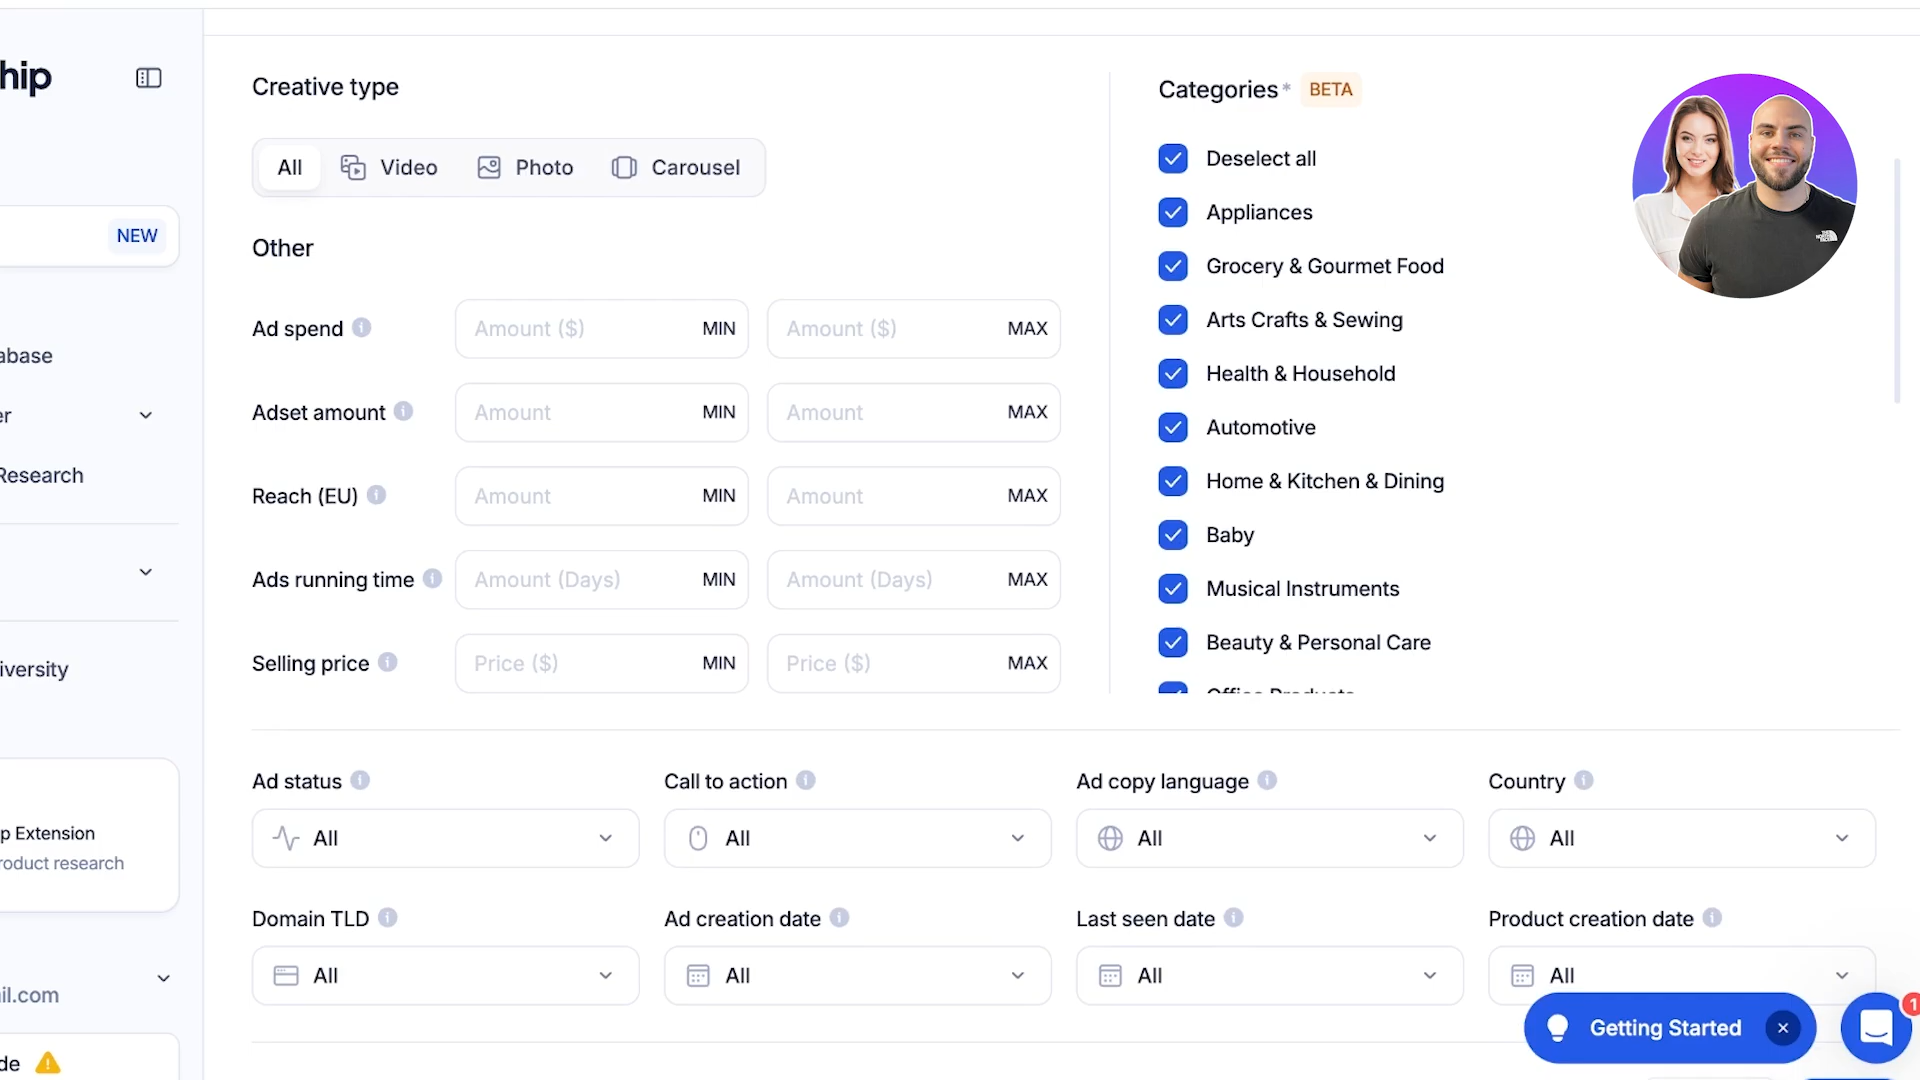 hip
NEW
abase
er
Research
iversity
p Extension
roduct research
il.com
de
Creative type
All
Video
Photo
Carousel
Other
Ad spend
Amount ($) MIN
Amount ($) MAX
Adset amount
Amount MIN
Amount MAX
Reach (EU)
Amount MIN
Amount MAX
Ads running time
Amount (Days) MIN
Amount (Days) MAX
Selling price
Price ($) MIN
Price ($) MAX
Categories* BETA
Deselect all
Appliances
Grocery & Gourmet Food
Arts Crafts & Sewing
Health & Household
Automotive
Home & Kitchen & Dining
Baby
Musical Instruments
Beauty & Personal Care
Office Products
Ad status
All
Call to action
All
Ad copy language
All
Country
All
Domain TLD
All
Ad creation date
All
Last seen date
All
Product creation date
All
Getting Started
1